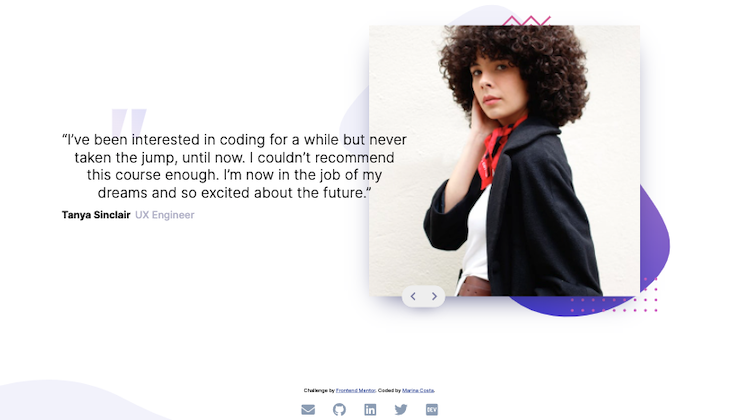 “I’ve been interested in coding for a while but never
taken the jump, until now. I couldn’t recommend
this course enough. I’m now in the job of my
dreams and so excited about the future.”
Tanya Sinclair UX Engineer
Challenge by Frontend Mentor. Coded by Marina Costa.
DEV